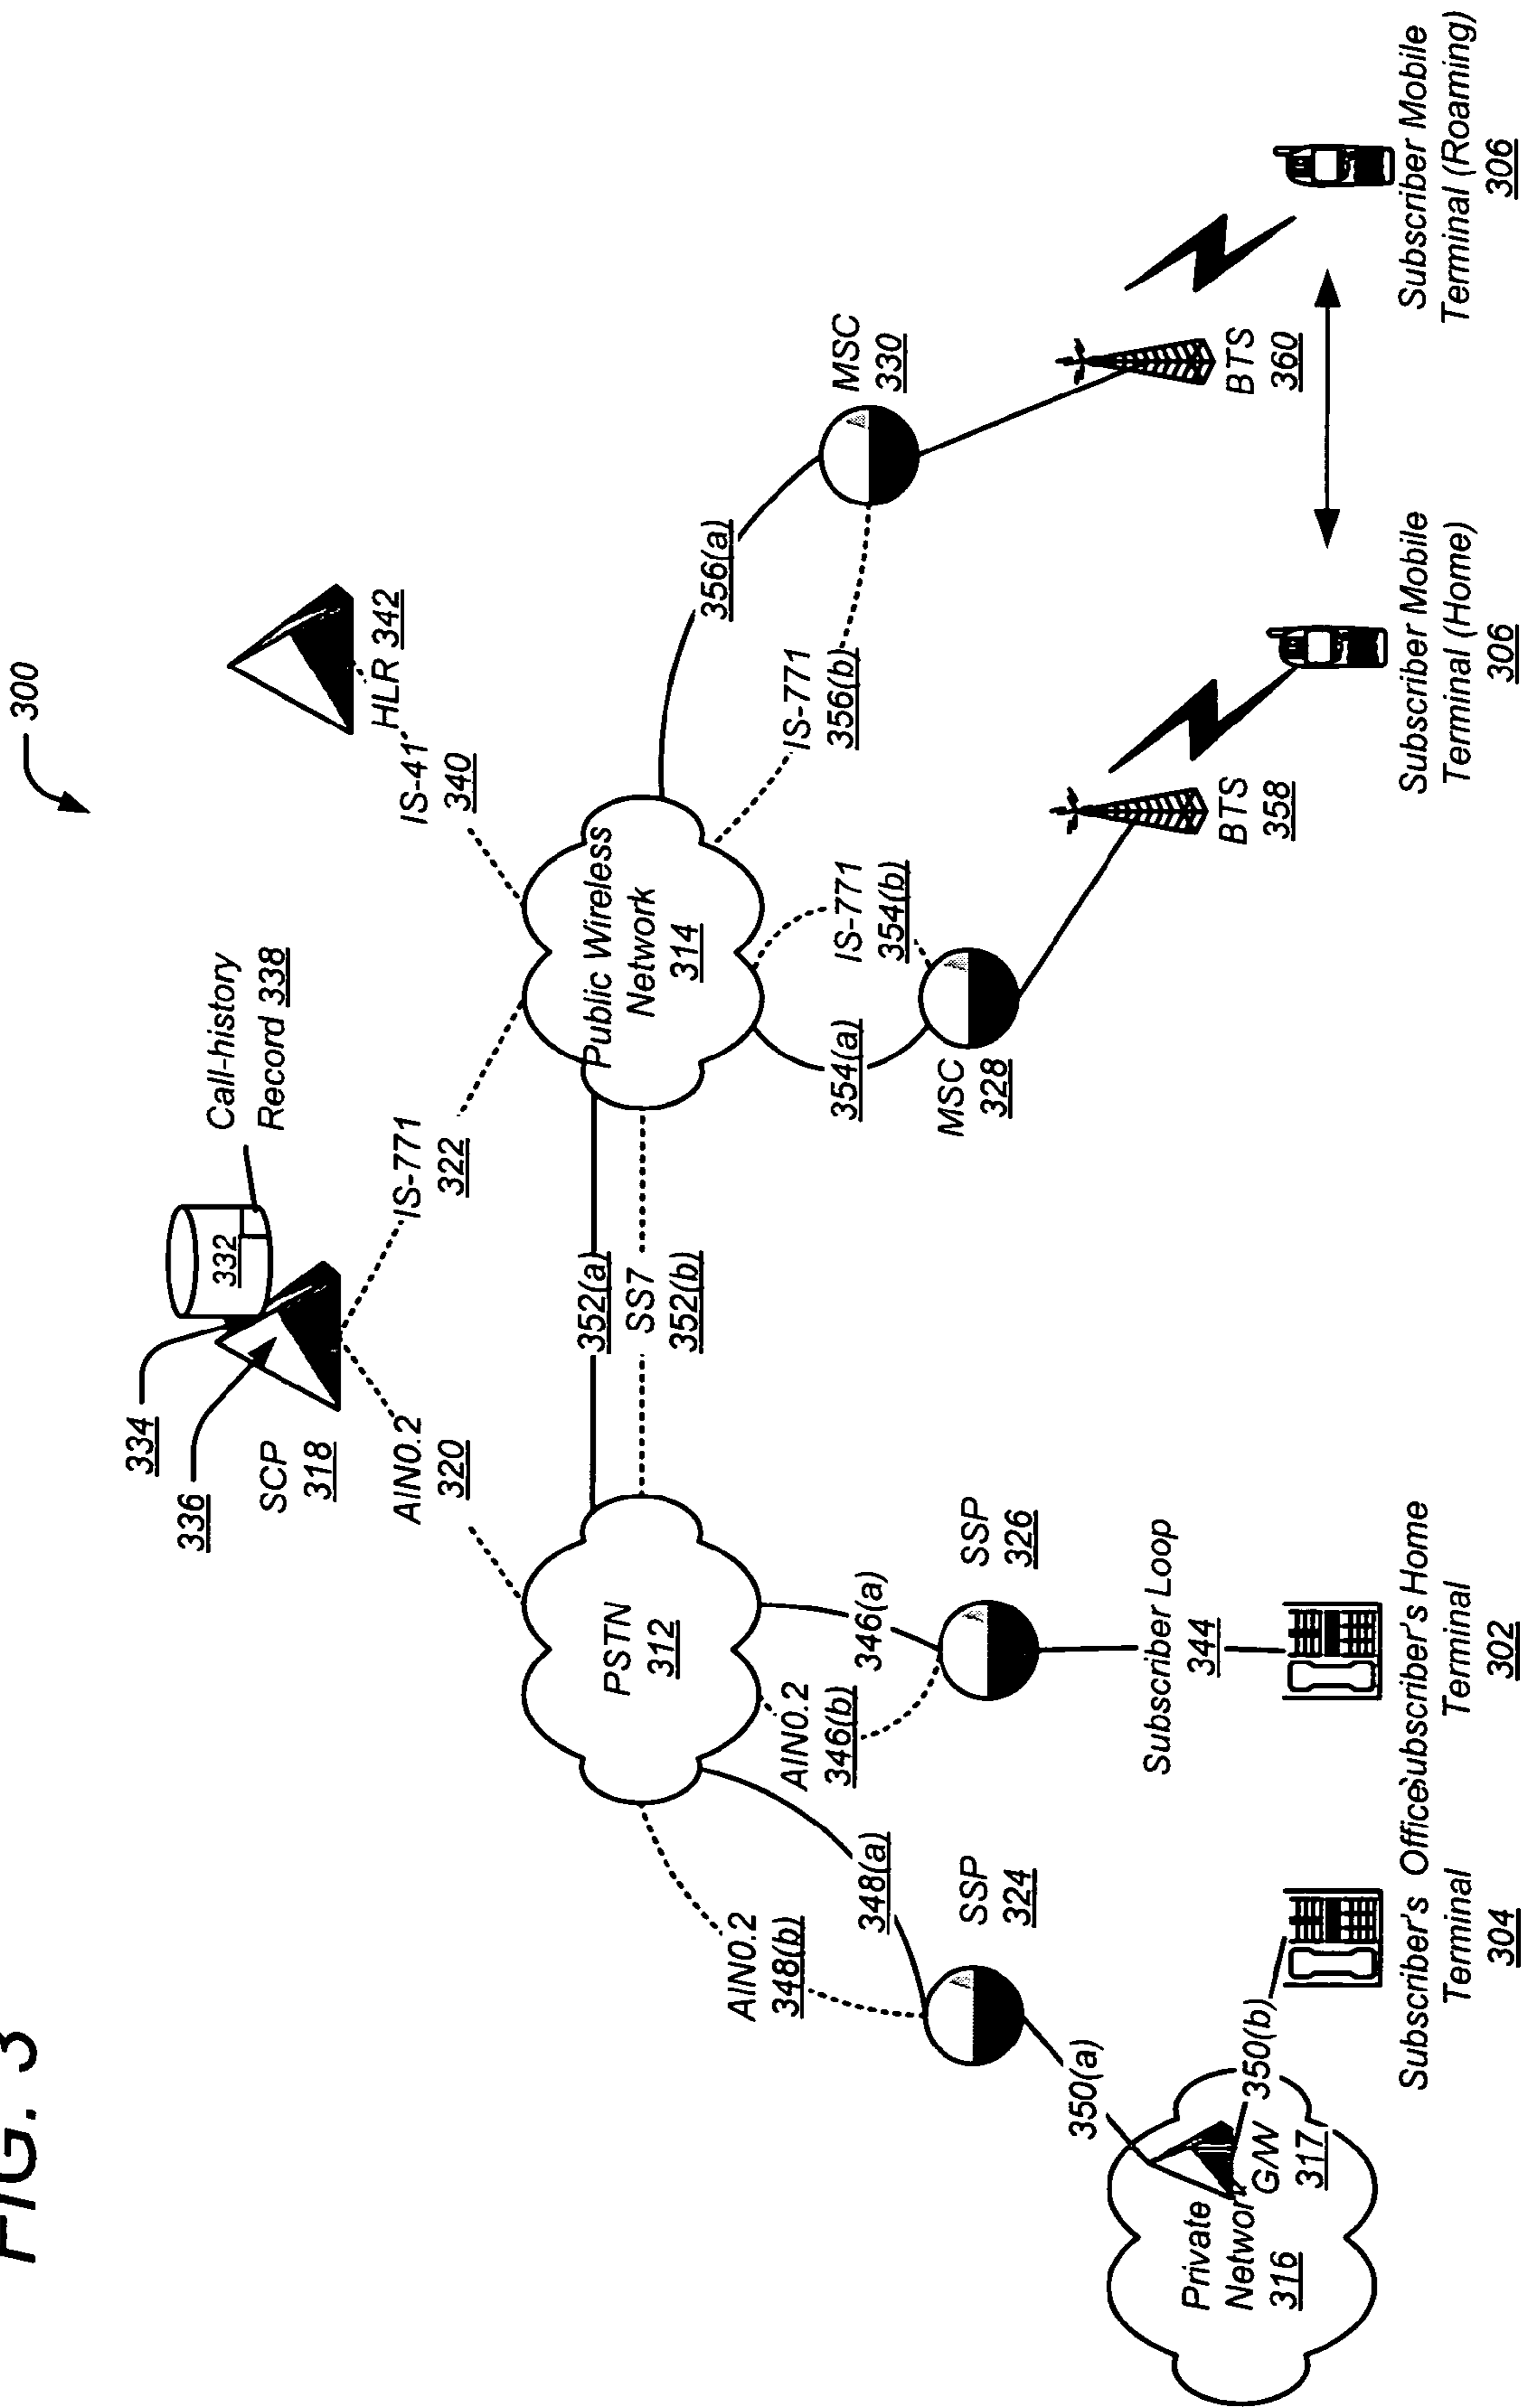 FIG. 3
300
334
336
SCP
318
332
Call-history
Record 338
HLR 342
AIN0.2
320
IS-771
322
IS-41
340
PSTN
312
352(a)
SS7
352(b)
Public Wireless
Network
314
356(a)
AIN0.2
348(b)
348(a)
AIN0.2
346(b)
346(a)
354(a)
IS-771
354(b)
IS-771
356(b)
MSC
330
SSP
324
SSP
326
MSC
328
350(a)
Subscriber Loop
344
BTS
358
BTS
360
Private
Network
316
G/W
317
350(b)
Subscriber's Office
Terminal
304
Subscriber's Home
Terminal
302
Subscriber Mobile
Terminal (Home)
306
Subscriber Mobile
Terminal (Roaming)
306